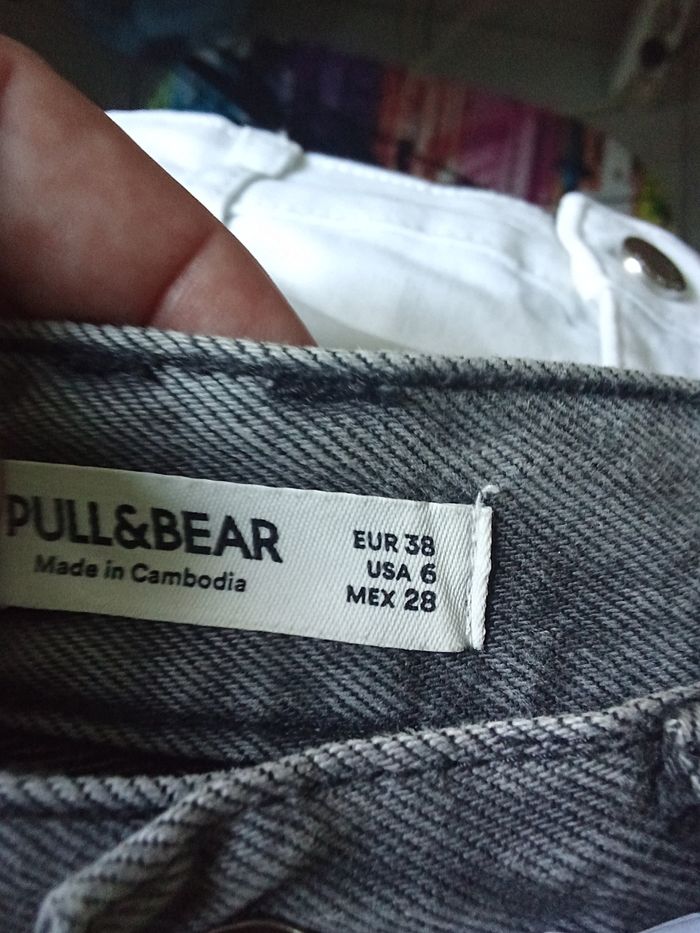 PULL&BEAR
Made in Cambodia
EUR 38
USA 6
MEX 28